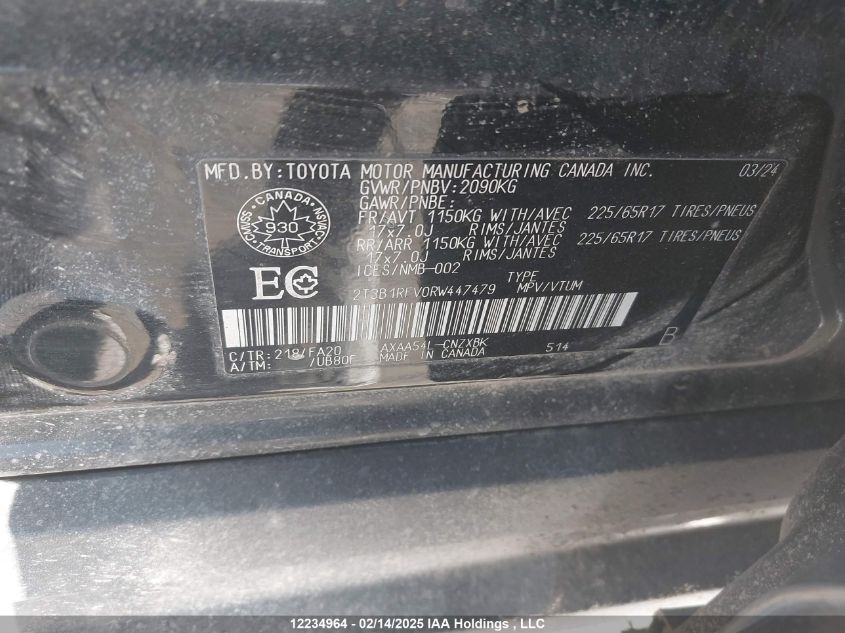 MFD.BY:TOYOTA MOTOR MANUFACTURING CANADA INC. 03/24
GVWR/PNBV:2090KG
GAWR/PNBE:
FR/AVT 1150KG WITH/AVEC 225/65R17 TIRES/PNEUS
17x7.0J RIMS/JANTES
RR/ARR 1150KG WITH/AVEC 225/65R17 TIRES/PNEUS
17x7.0J RIMS/JANTES
ICES/NMB-002
CANADA
CMVSS 930 NSVAC
TRANSPORT
EC
TYPE
2T3B1RFV0RW447479 MPV/VTUM
C/TR:218/FA20 AXAA54L-CNZXBK 514 B
A/TM: /UB80F MADE IN CANADA
12234964 - 02/14/2025 IAA Holdings , LLC